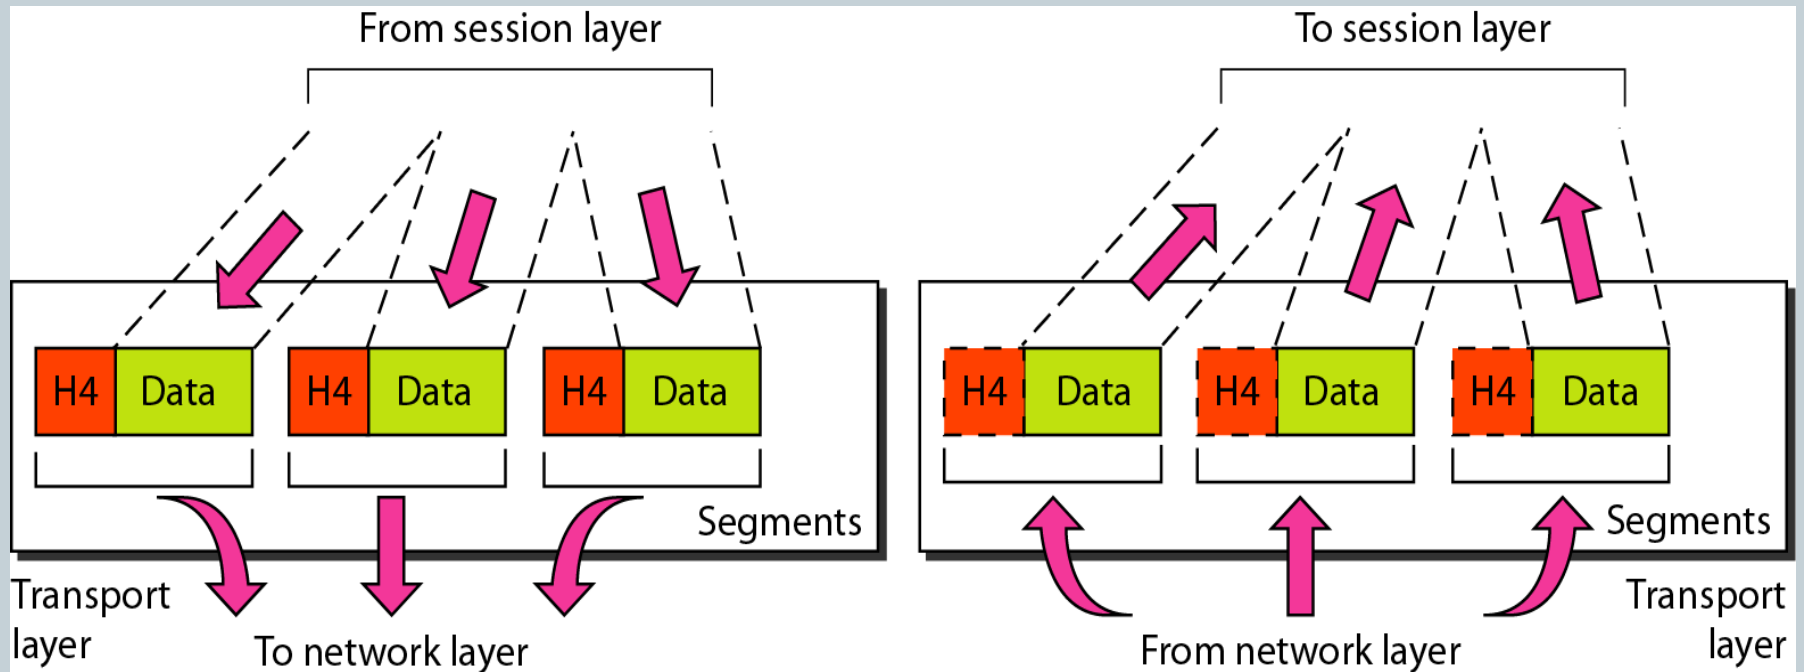 From session layer
H4 Data H4 Data H4 Data
Segments
Transport
layer
To network layer
To session layer
H4 Data H4 Data H4 Data
Segments
Transport
layer
From network layer